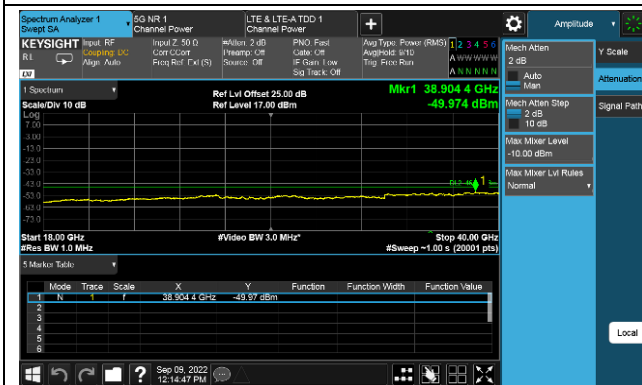 Spectrum Analyzer 1
Swept SA
5G NR 1
Channel Power
LTE & LTE-A TDD 1
Channel Power
+
Amplitude
KEYSIGHT
RL
Input: RF
Coupling: DC
Align: Auto
Input Z: 50 Ω
Corr CCorr
Freq Ref: Ext (S)
#Atten: 2 dB
Preamp: Off
Source: Off
PNO: Fast
Gate: Off
IF Gain: Low
Sig Track: Off
Avg Type: Power (RMS)
Avg|Hold: 9/10
Trig: Free Run
1 2 3 4 5 6
A W W W W W
A N N N N N
Mech Atten
2 dB
Auto
Man
Mech Atten Step
2 dB
10 dB
Max Mixer Level
-10.00 dBm
Max Mixer Lvl Rules
Normal
Y Scale
Attenuation
Signal Path
Local
1 Spectrum
Scale/Div 10 dB
Log
Ref Lvl Offset 25.00 dB
Ref Level 17.00 dBm
Mkr1 38.904 4 GHz
-49.974 dBm
7.00
-3.00
-13.0
-23.0
-33.0
-43.0
-53.0
-63.0
-73.0
1
Start 18.00 GHz
#Res BW 1.0 MHz
#Video BW 3.0 MHz*
Stop 40.00 GHz
#Sweep ~1.00 s (20001 pts)
5 Marker Table
Mode Trace Scale X Y Function Function Width Function Value
1 N 1 f 38.904 4 GHz -49.97 dBm
2
3
4
5
6
?
Sep 09, 2022
12:14:47 PM